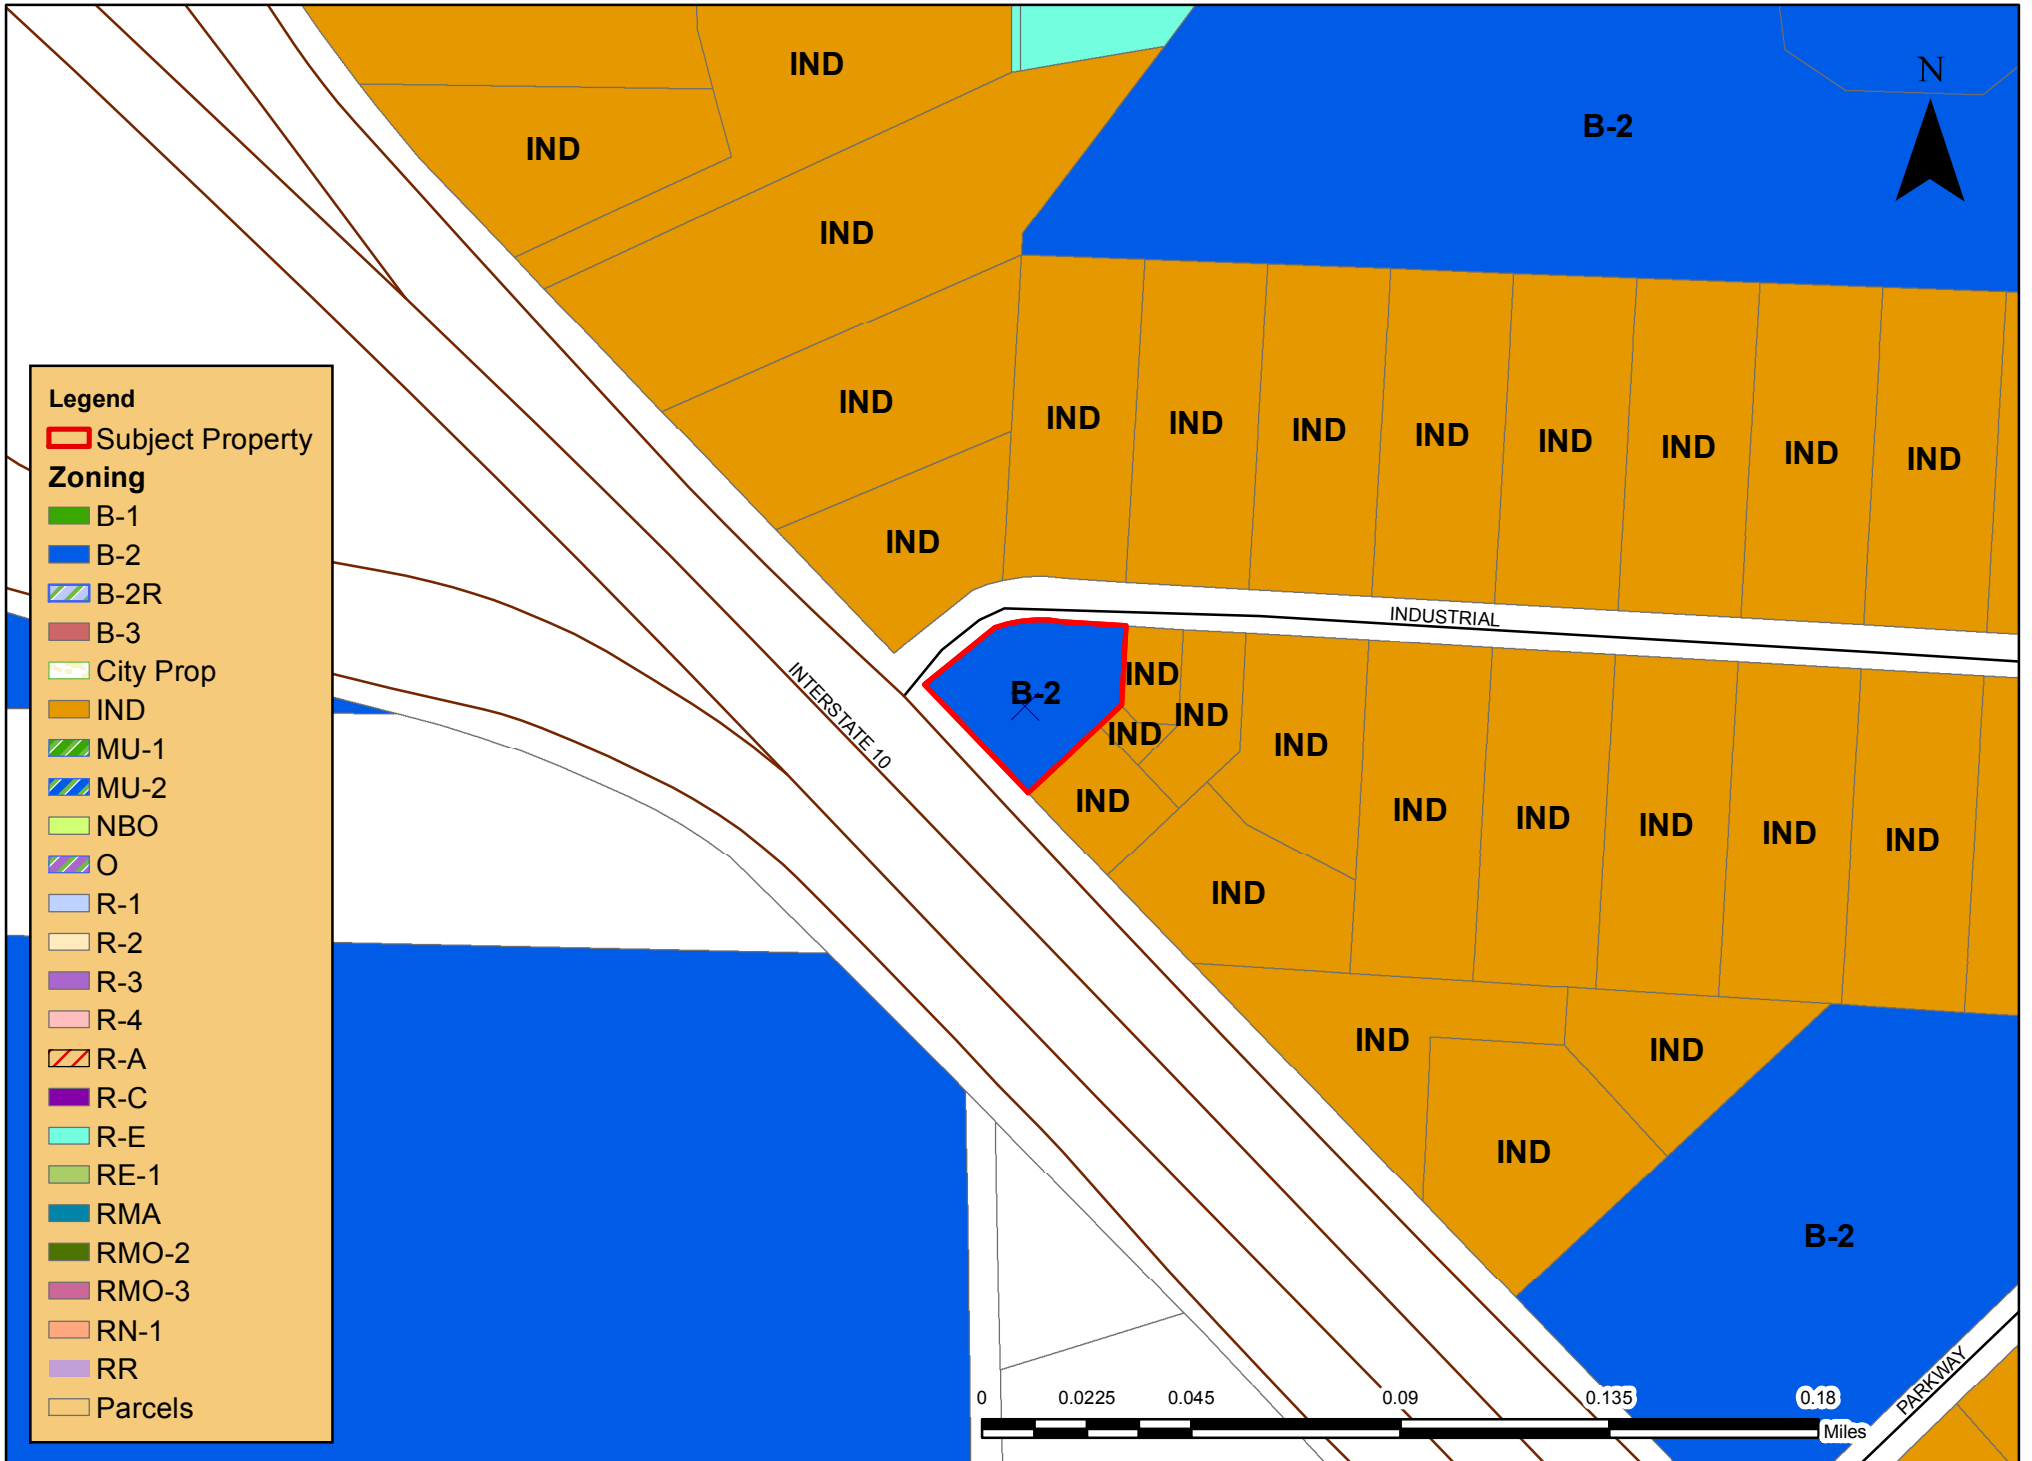 IND
N
B-2
IND
IND
Legend
Subject Property
Zoning
B-1
B-2
B-2R
B-3
City Prop
IND
MU-1
MU-2
NBO
O
R-1
R-2
R-3
R-4
R-A
R-C
R-E
RE-1
RMA
RMO-2
RMO-3
RN-1
RR
Parcels
IND
IND
IND
IND
IND
IND
IND
IND
IND
IND
INDUSTRIAL
INTERSTATE 10
B-2
IND
IND
IND
IND
IND
IND
IND
IND
IND
IND
IND
IND
IND
IND
B-2
PARKWAY
0 0.0225 0.045 0.09 0.135 0.18
Miles